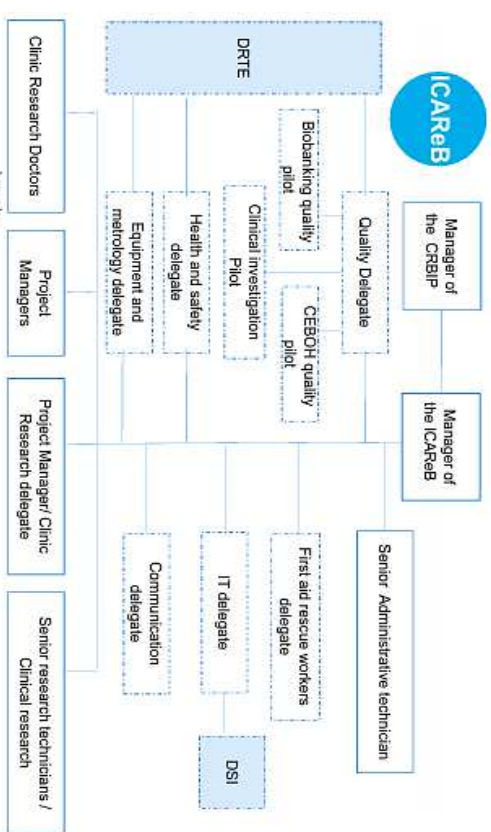 ICAReB
Manager of
the CRBIP
Manager of
the ICAReB
Senior Administrative technician
DRTE
Quality Delegate
Biobanking quality
pilot
CEBOH quality
pilot
Clinical investigation
Pilot
Health and safety
delegate
Equipment and
metrology delegate
First aid rescue workers
delegate
IT delegate
DSI
Communication
delegate
Clinic Research Doctors
Project
Managers
Project Manager/ Clinic
Research delegate
Senior research technicians /
Clinical research